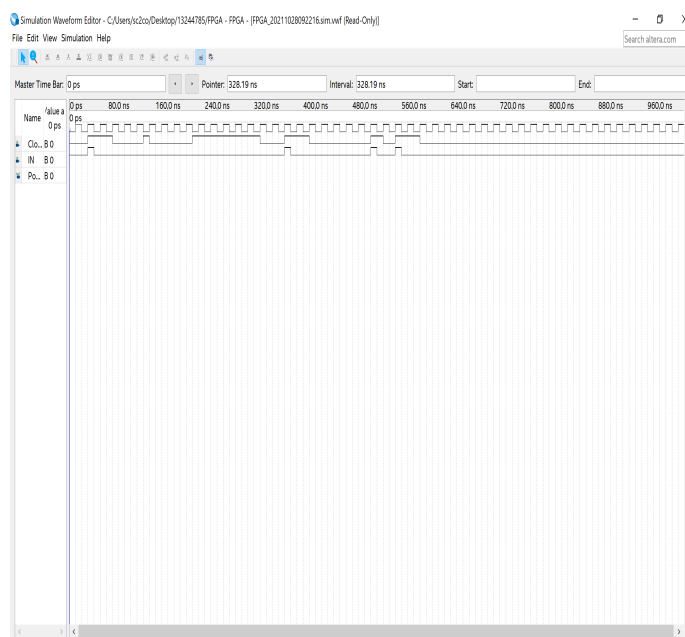 Simulation Waveform Editor - C:/Users/sc2co/Desktop/13244785/FPGA - FPGA - [FPGA_20211028092216.sim.vwf (Read-Only)]
File Edit View Simulation Help
Search altera.com
Master Time Bar: 0 ps Pointer: 328.19 ns Interval: 328.19 ns Start: End:
Name Value a 0 ps
0 ps 80.0 ns 160.0 ns 240.0 ns 320.0 ns 400.0 ns 480.0 ns 560.0 ns 640.0 ns 720.0 ns 800.0 ns 880.0 ns 960.0 ns
0 ps
Clo... B 0
IN B 0
Po... B 0